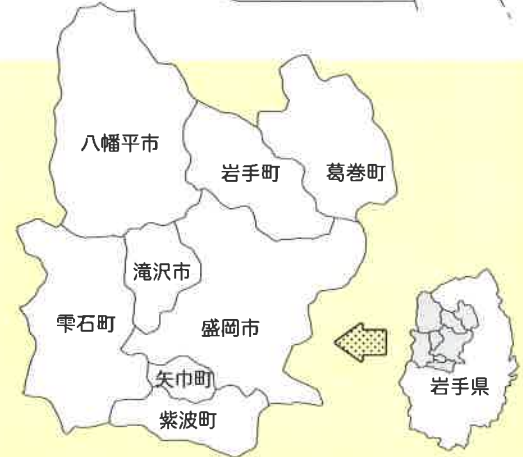 八幡平市
岩手町
葛巻町
滝沢市
雫石町
盛岡市
矢巾町
紫波町
岩手県